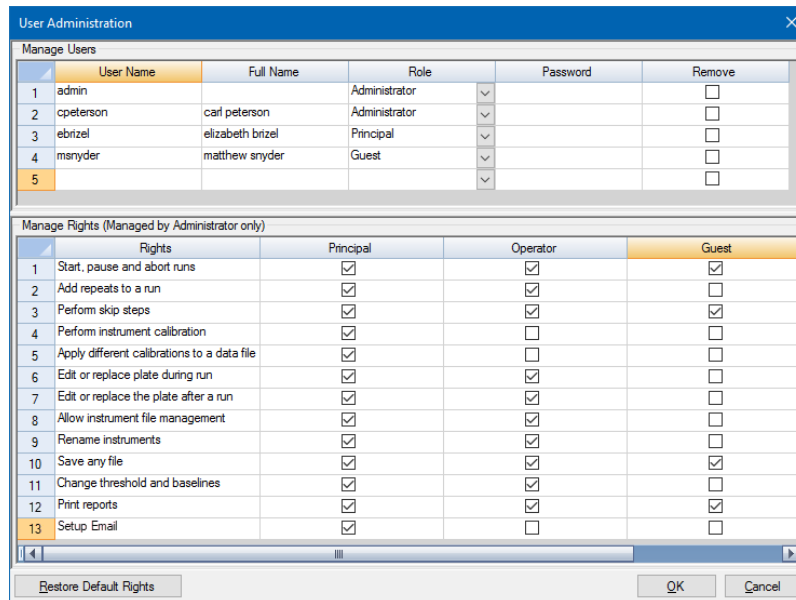 User Administration
Manage Users
User Name Full Name Role Password Remove
1 admin Administrator
2 cpeterson carl peterson Administrator
3 ebrizel elizabeth brizel Principal
4 msnyder matthew snyder Guest
5
Manage Rights (Managed by Administrator only)
Rights Principal Operator Guest
1 Start, pause and abort runs
2 Add repeats to a run
3 Perform skip steps
4 Perform instrument calibration
5 Apply different calibrations to a data file
6 Edit or replace plate during run
7 Edit or replace the plate after a run
8 Allow instrument file management
9 Rename instruments
10 Save any file
11 Change threshold and baselines
12 Print reports
13 Setup Email
Restore Default Rights OK Cancel